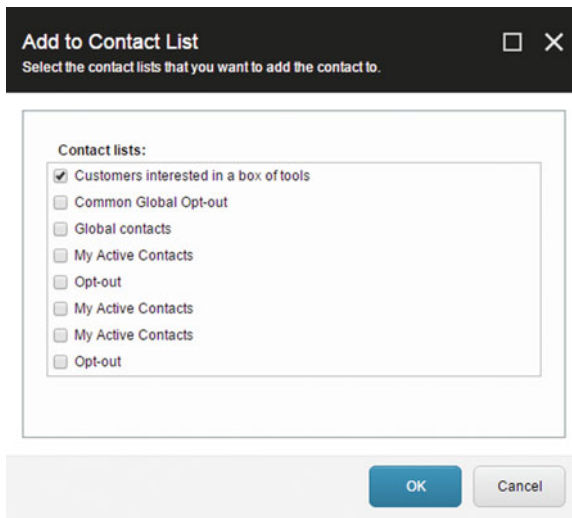 Add to Contact List
Select the contact lists that you want to add the contact to.
Contact lists:
Customers interested in a box of tools
Common Global Opt-out
Global contacts
My Active Contacts
Opt-out
My Active Contacts
My Active Contacts
Opt-out
OK
Cancel